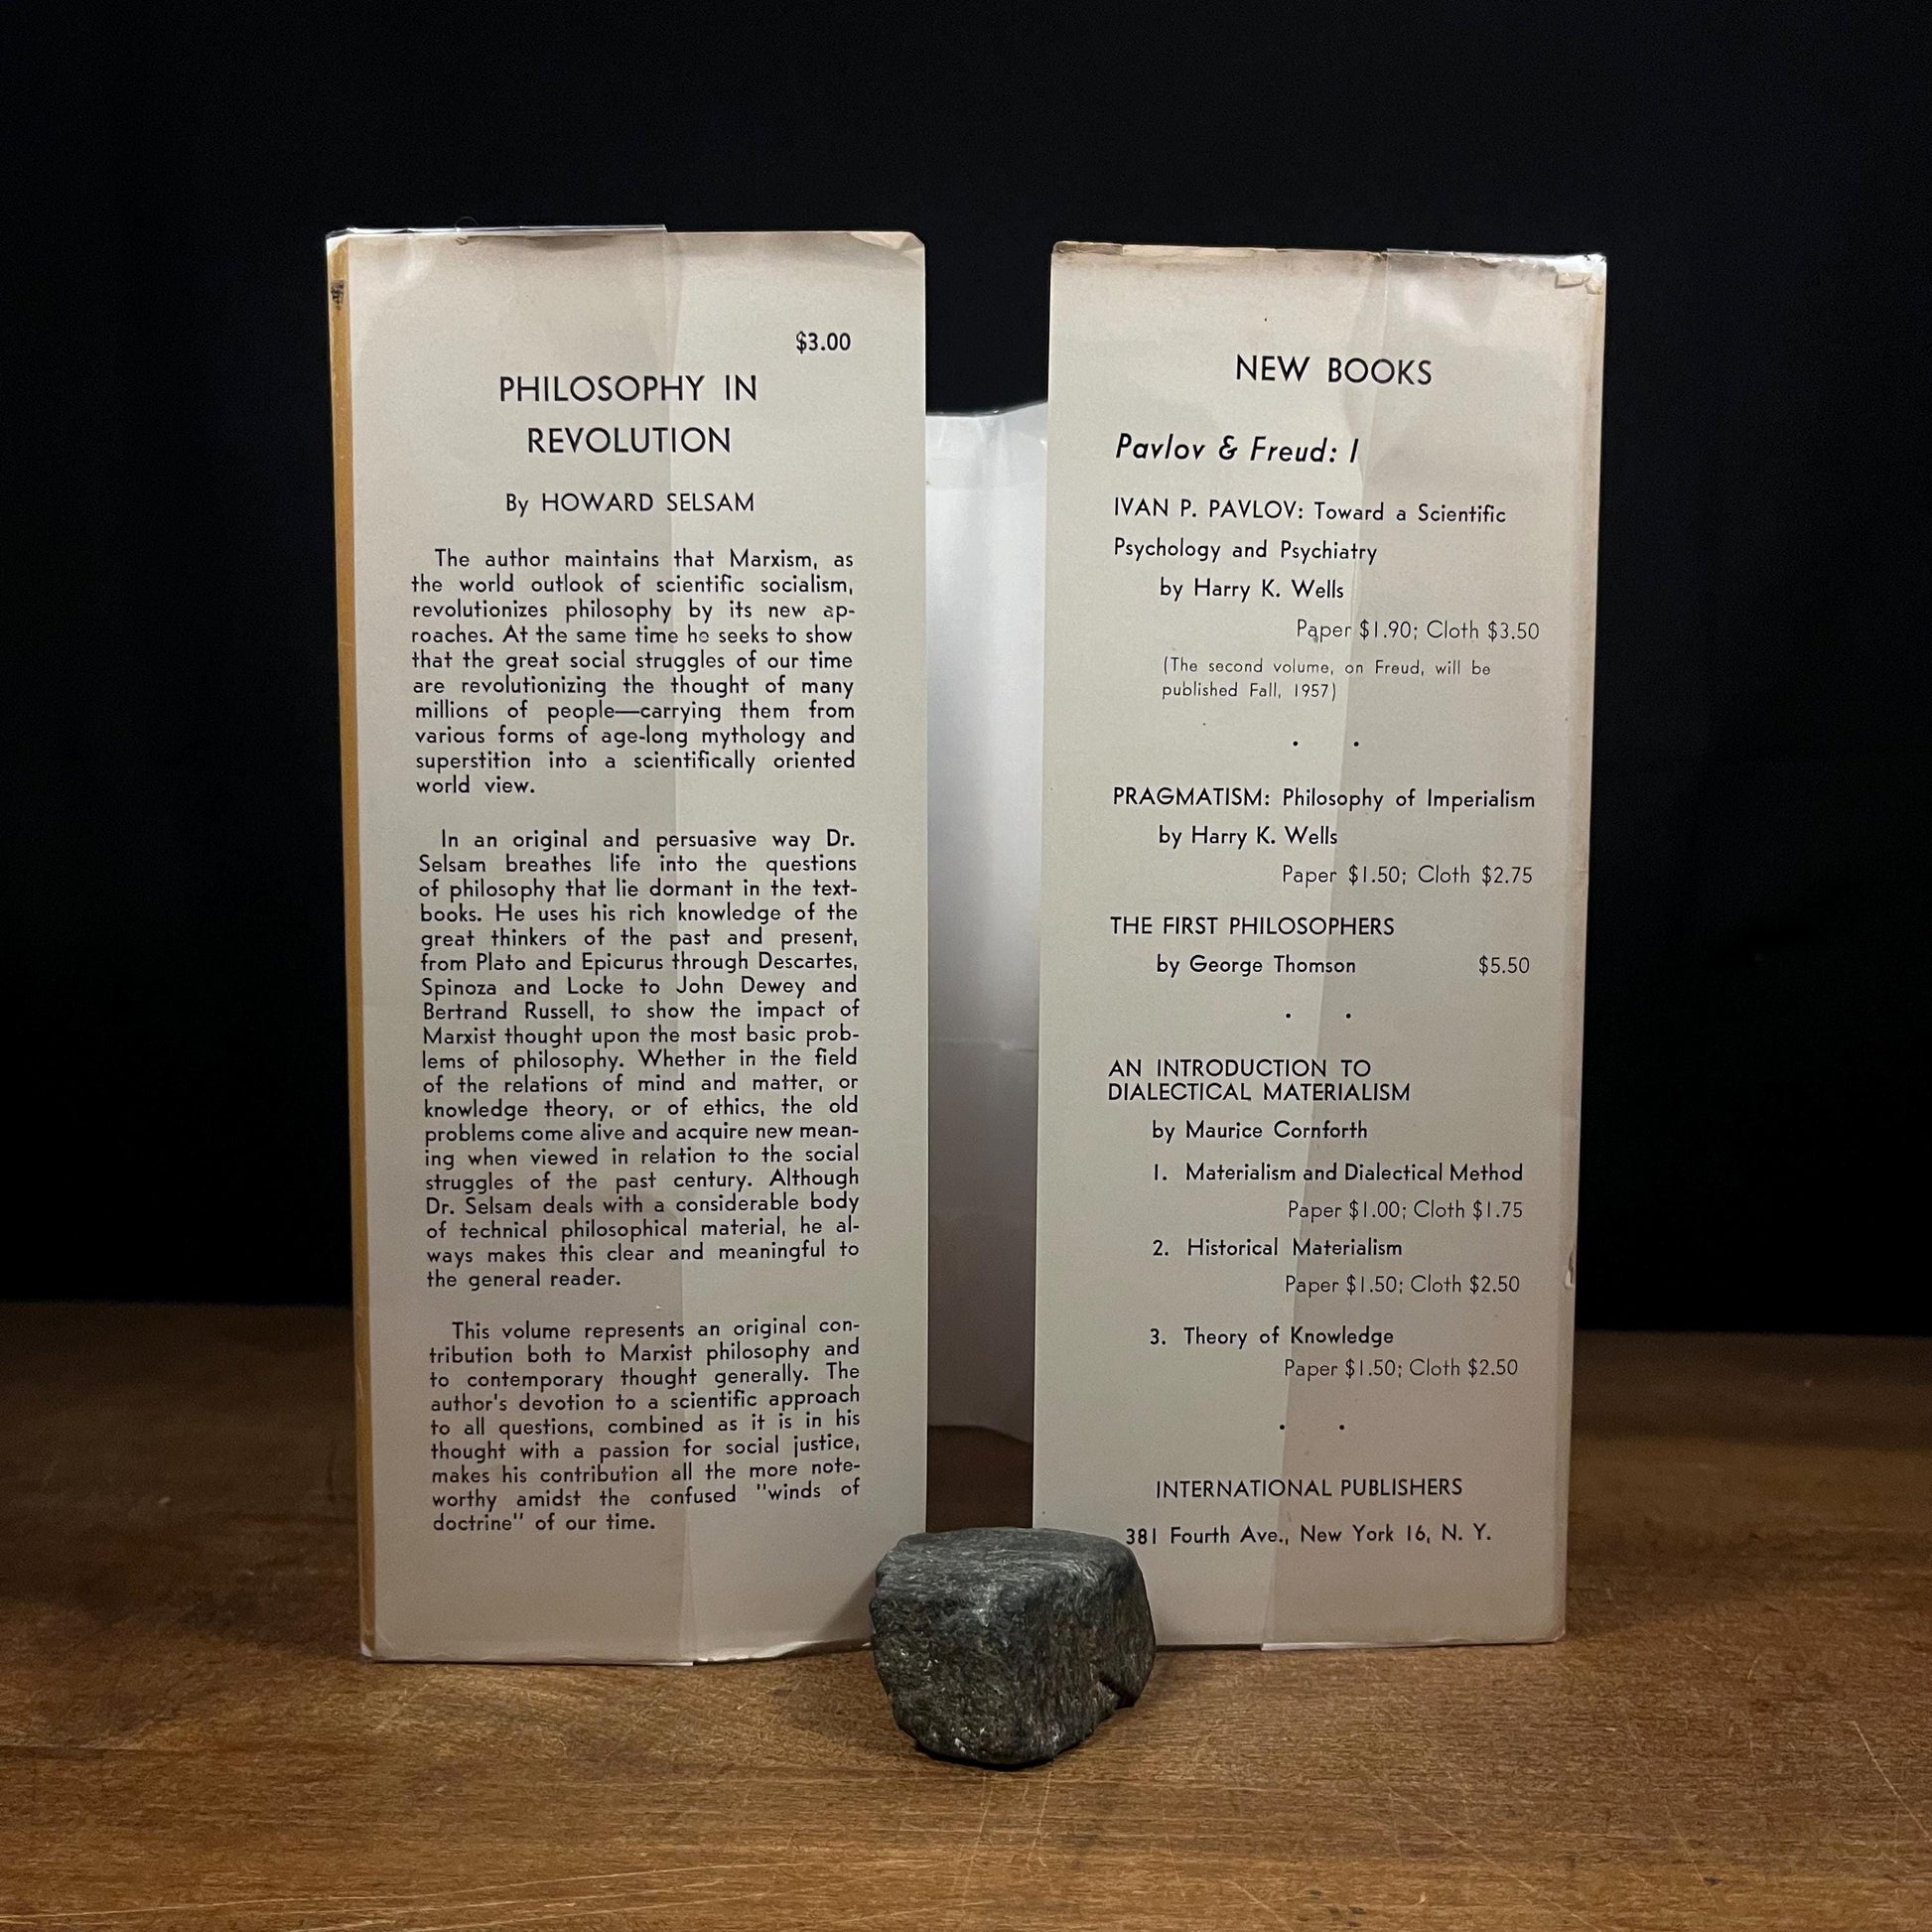 $3.00
PHILOSOPHY IN
REVOLUTION
By HOWARD SELSAM
The author maintains that Marxism, as
the world outlook of scientific socialism,
revolutionizes philosophy by its new ap-
roaches. At the same time he seeks to show
that the great social struggles of our time
are revolutionizing the thought of many
millions of people—carrying them from
various forms of age-long mythology and
superstition into a scientifically oriented
world view.
In an original and persuasive way Dr.
Selsam breathes life into the questions
of philosophy that lie dormant in the text-
books. He uses his rich knowledge of the
great thinkers of the past and present,
from Plato and Epicurus through Descartes,
Spinoza and Locke to John Dewey and
Bertrand Russell, to show the impact of
Marxist thought upon the most basic prob-
lems of philosophy. Whether in the field
of the relations of mind and matter, or
knowledge theory, or of ethics, the old
problems come alive and acquire new mean-
ing when viewed in relation to the social
struggles of the past century. Although
Dr. Selsam deals with a considerable body
of technical philosophical material, he al-
ways makes this clear and meaningful to
the general reader.
This volume represents an original con-
tribution both to Marxist philosophy and
to contemporary thought generally. The
author's devotion to a scientific approach
to all questions, combined as it is in his
thought with a passion for social justice,
makes his contribution all the more note-
worthy amidst the confused "winds of
doctrine" of our time.
NEW BOOKS
Pavlov & Freud: I
IVAN P. PAVLOV: Toward a Scientific
Psychology and Psychiatry
by Harry K. Wells
Paper $1.90; Cloth $3.50
(The second volume, on Freud, will be
published Fall, 1957)
. .
PRAGMATISM: Philosophy of Imperialism
by Harry K. Wells
Paper $1.50; Cloth $2.75
THE FIRST PHILOSOPHERS
by George Thomson $5.50
. .
AN INTRODUCTION TO
DIALECTICAL MATERIALISM
by Maurice Cornforth
1. Materialism and Dialectical Method
Paper $1.00; Cloth $1.75
2. Historical Materialism
Paper $1.50; Cloth $2.50
3. Theory of Knowledge
Paper $1.50; Cloth $2.50
. .
INTERNATIONAL PUBLISHERS
381 Fourth Ave., New York 16, N. Y.